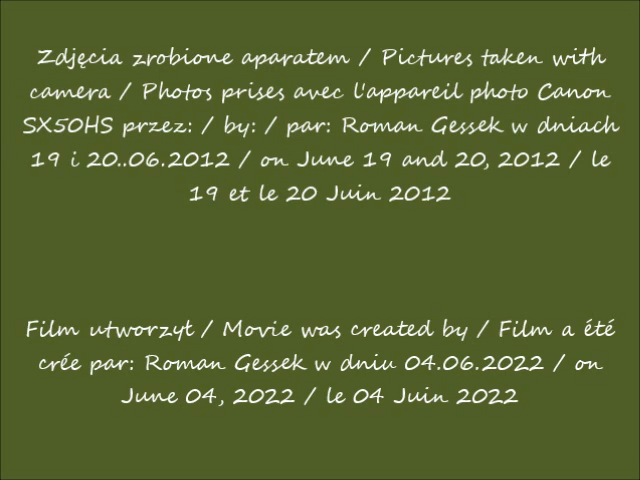 Zdjęcia zrobione aparatem / Pictures taken with
camera / Photos prises avec l'appareil photo Canon
SX50HS przez: / by: / par: Roman Gessek w dniach
19 i 20..06.2012 / on June 19 and 20, 2012 / le
19 et le 20 Juin 2012
Film utworzył / Movie was created by / Film a été
crée par: Roman Gessek w dniu 04.06.2022 / on
June 04, 2022 / le 04 Juin 2022